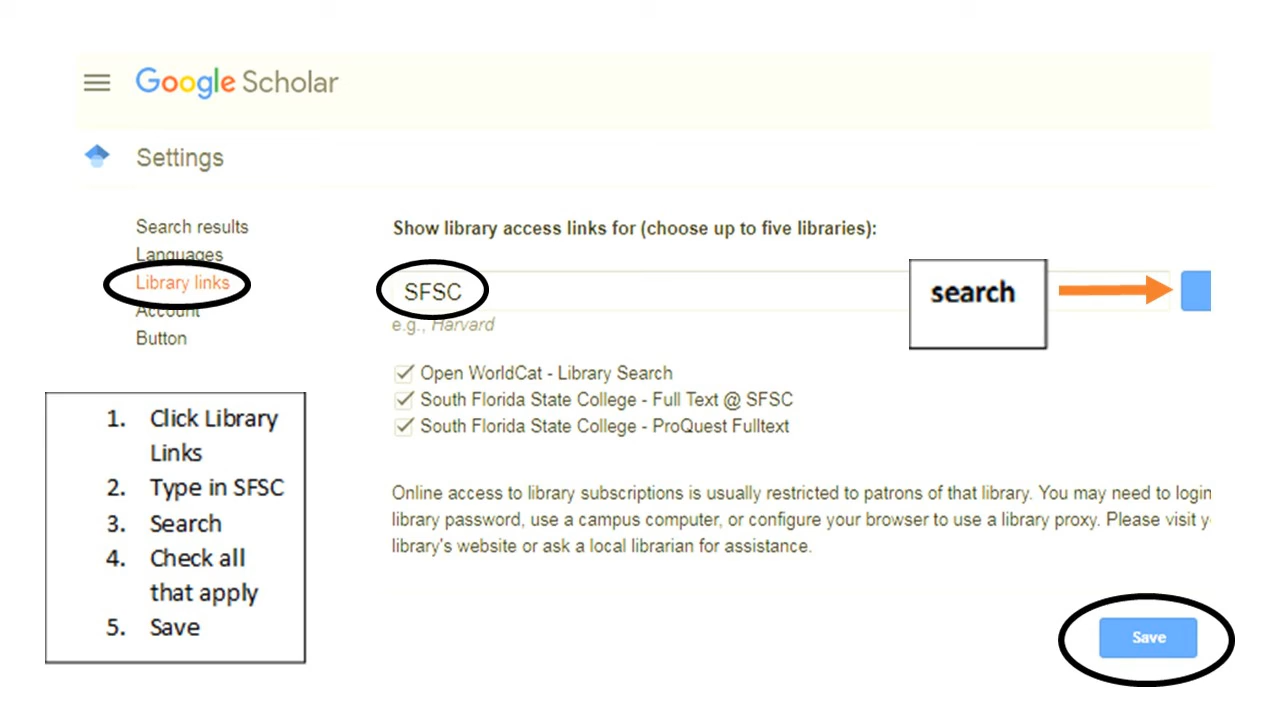 Google Scholar
Settings
Search results
Languages
Library links
Account
Button
Show library access links for (choose up to five libraries):
SFSC
search
e.g., Harvard
Open WorldCat - Library Search
South Florida State College - Full Text @ SFSC
South Florida State College - ProQuest Fulltext
Online access to library subscriptions is usually restricted to patrons of that library. You may need to login
library password, use a campus computer, or configure your browser to use a library proxy. Please visit
library's website or ask a local librarian for assistance.
Save
1. Click Library
Links
2. Type in SFSC
3. Search
4. Check all
that apply
5. Save